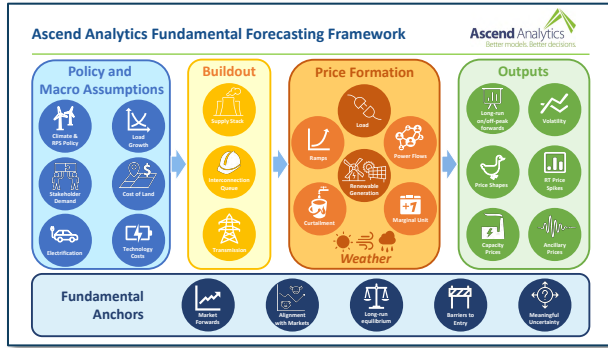 Ascend Analytics Fundamental Forecasting Framework
Ascend Analytics
Better models. Better decisions.
Policy and
Macro Assumptions
Climate &
RPS Policy
Load
Growth
Stakeholder
Demand
Cost of Land
Electrification
Technology
Costs
Buildout
Supply Stack
Interconnection
Queue
Transmission
Price Formation
Load
Ramps
Power Flows
Renewable
Generation
Curtailment
Marginal Unit
Weather
Outputs
Long-run
on/off-peak
forwards
Volatility
Price Shapes
RT Price
Spikes
Capacity
Prices
Ancillary
Prices
Fundamental
Anchors
Market
Forwards
Alignment
with Markets
Long-run
equilibrium
Barriers to
Entry
Meaningful
Uncertainty